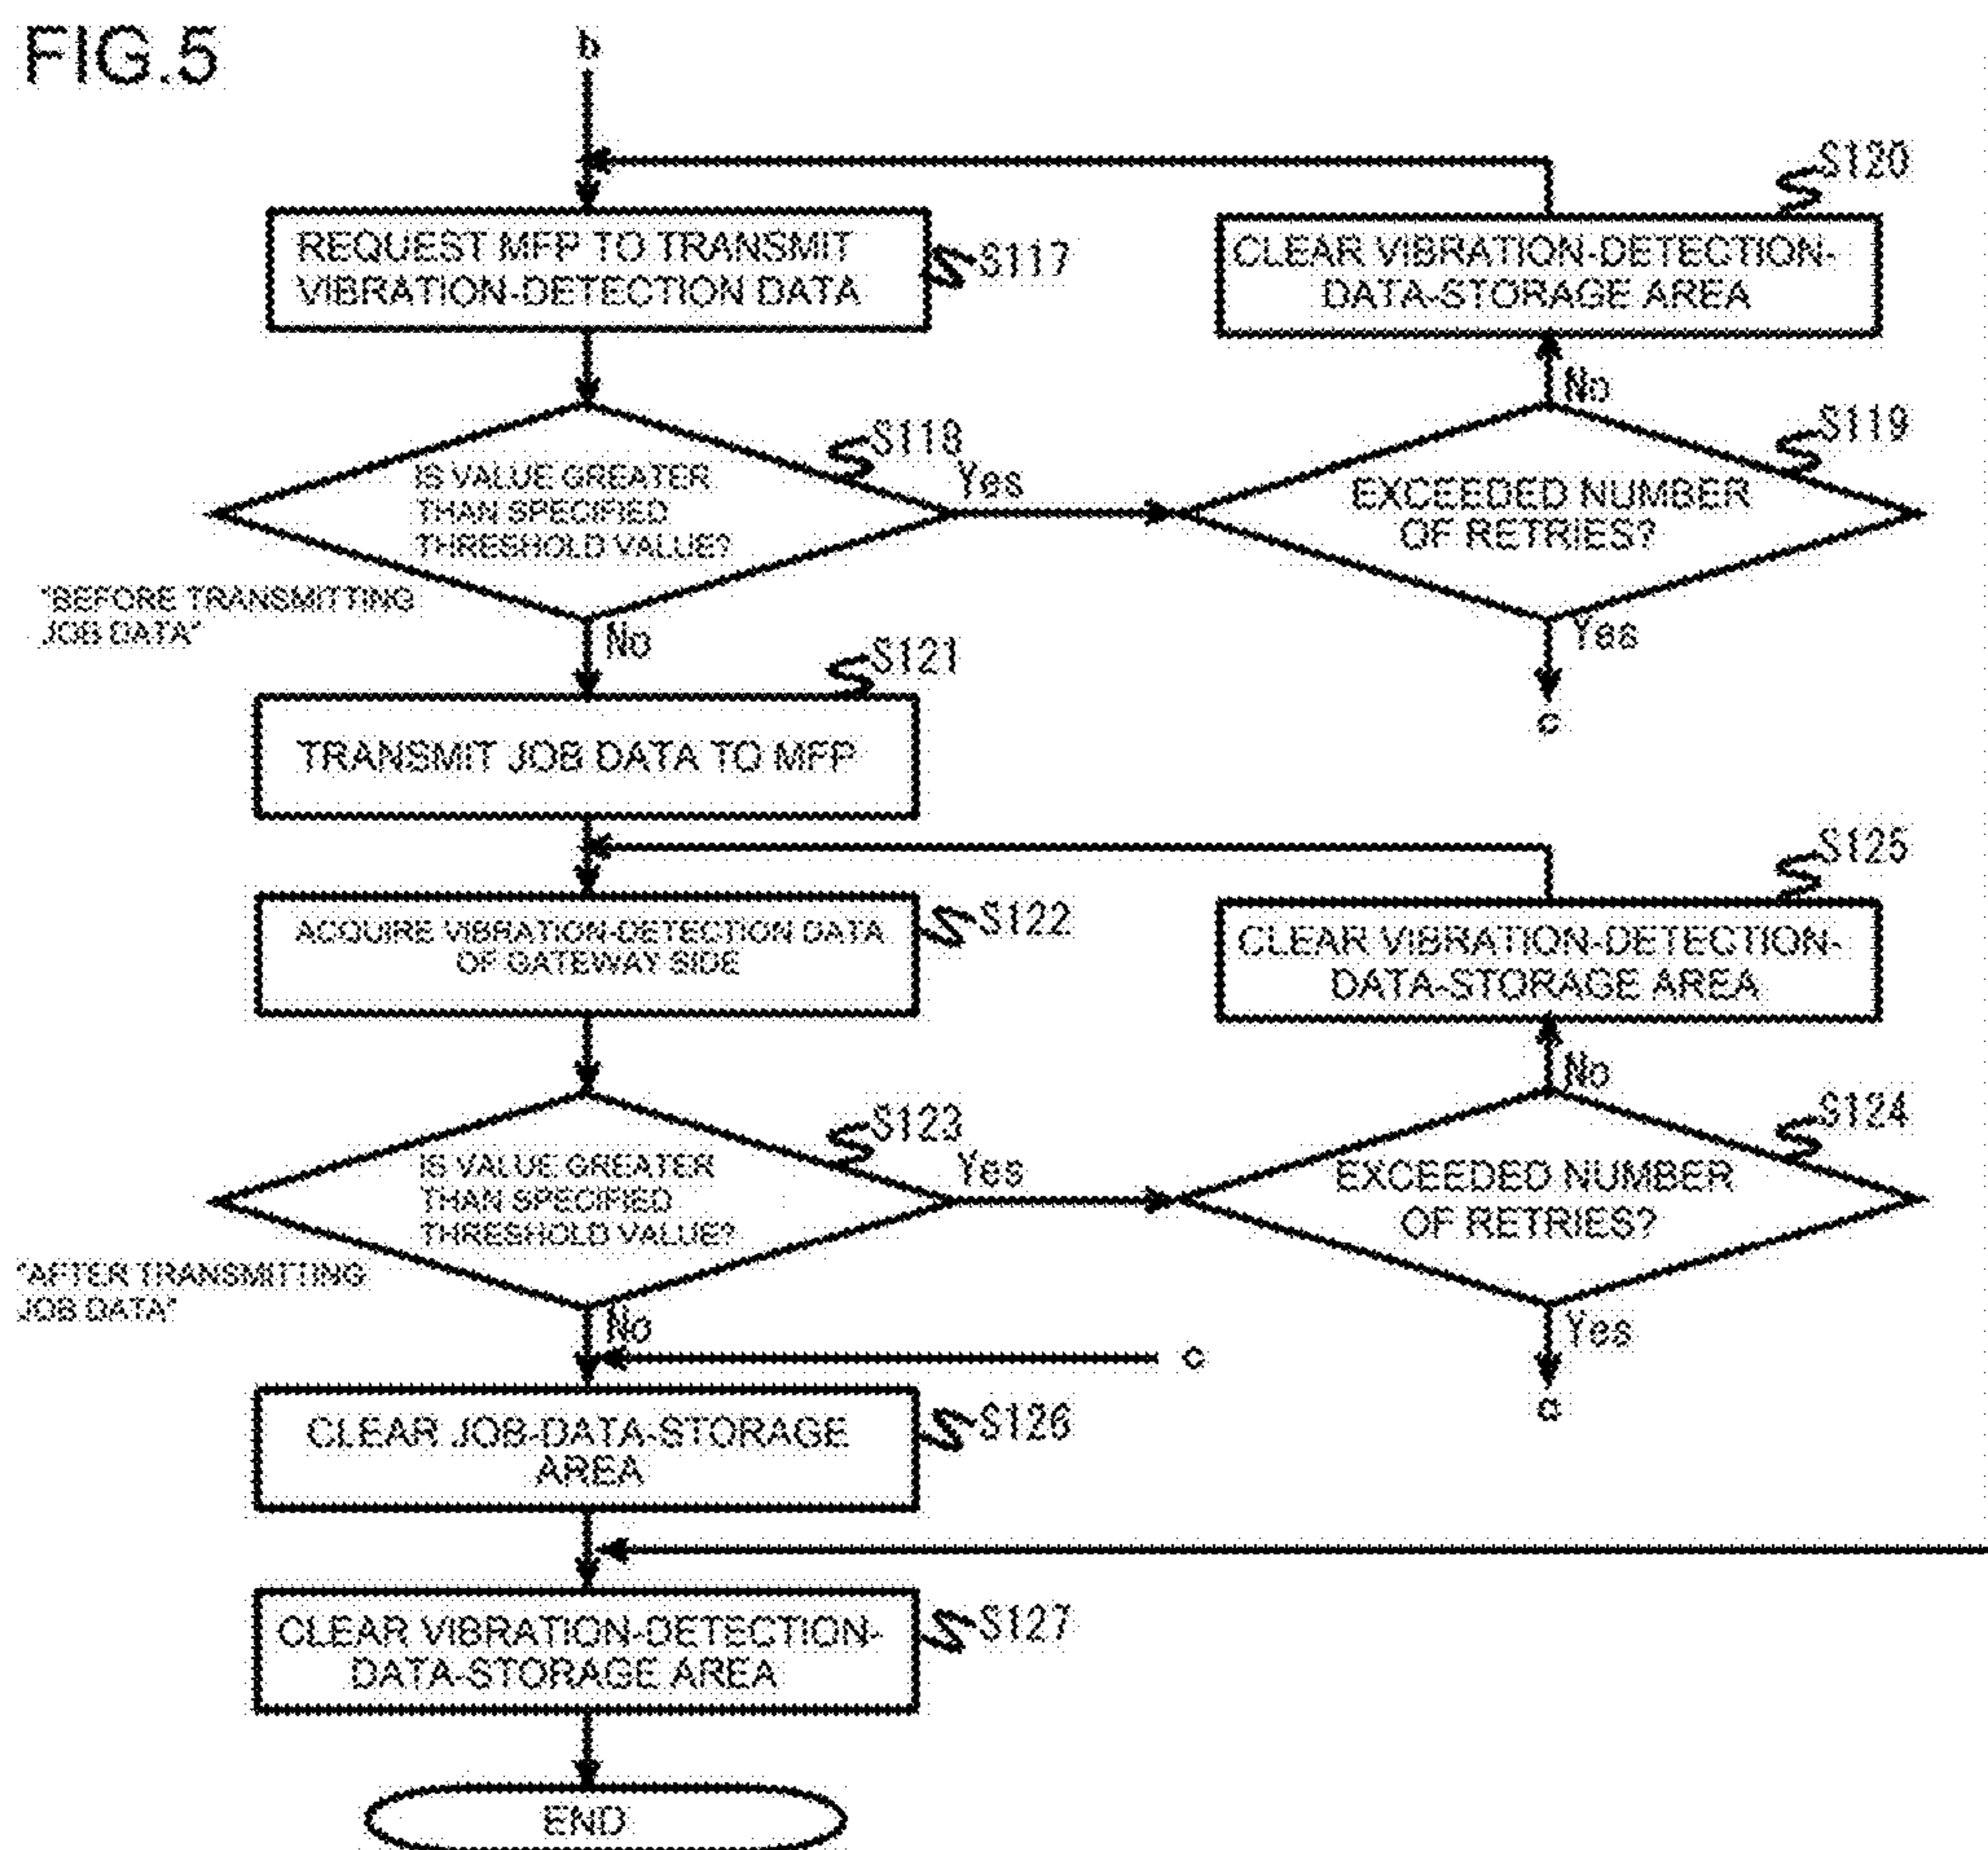 FIG.5
b
S120
REQUEST MFP TO TRANSMIT
VIBRATION-DETECTION DATA
S117
CLEAR VIBRATION-DETECTION-
DATA-STORAGE AREA
No
S118
S119
IS VALUE GREATER
THAN SPECIFIED
THRESHOLD VALUE?
Yes
EXCEEDED NUMBER
OF RETRIES?
"BEFORE TRANSMITTING
JOB DATA"
No
Yes
S121
c
TRANSMIT JOB DATA TO MFP
S125
ACQUIRE VIBRATION-DETECTION DATA
OF GATEWAY SIDE
S122
CLEAR VIBRATION-DETECTION-
DATA-STORAGE AREA
No
S123
S124
IS VALUE GREATER
THAN SPECIFIED
THRESHOLD VALUE?
Yes
EXCEEDED NUMBER
OF RETRIES?
"AFTER TRANSMITTING
JOB DATA"
No
Yes
c
a
CLEAR JOB-DATA-STORAGE
AREA
S126
CLEAR VIBRATION-DETECTION-
DATA-STORAGE AREA
S127
END